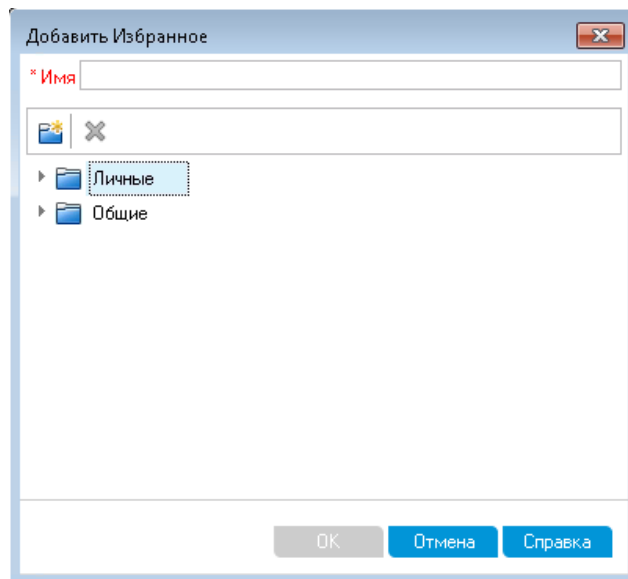 Добавить Избранное
* Имя
Личные
Общие
OK Отмена Справка